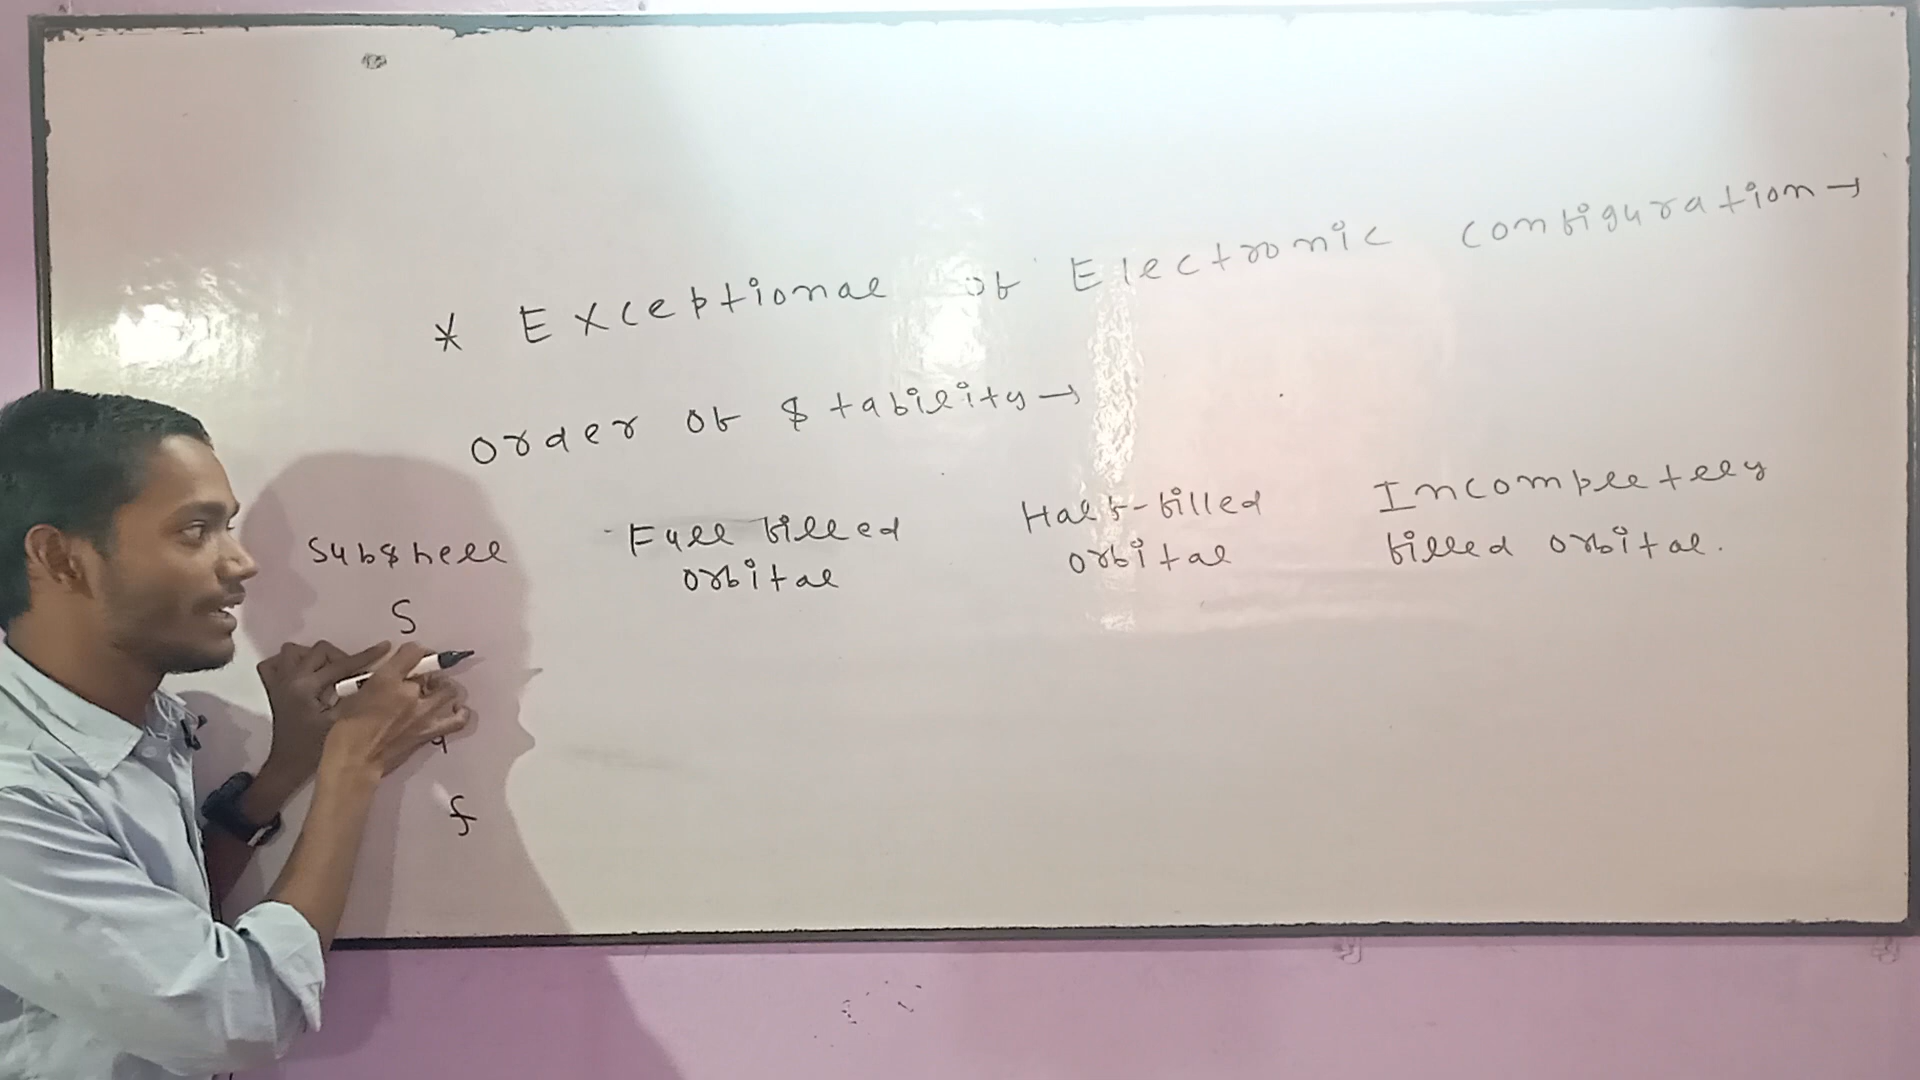 * Exceptional of Electronic configuration →
order of stability →
Subshell Full filled orbital Half-filled orbital Incompletely filled orbital.
S
d
f